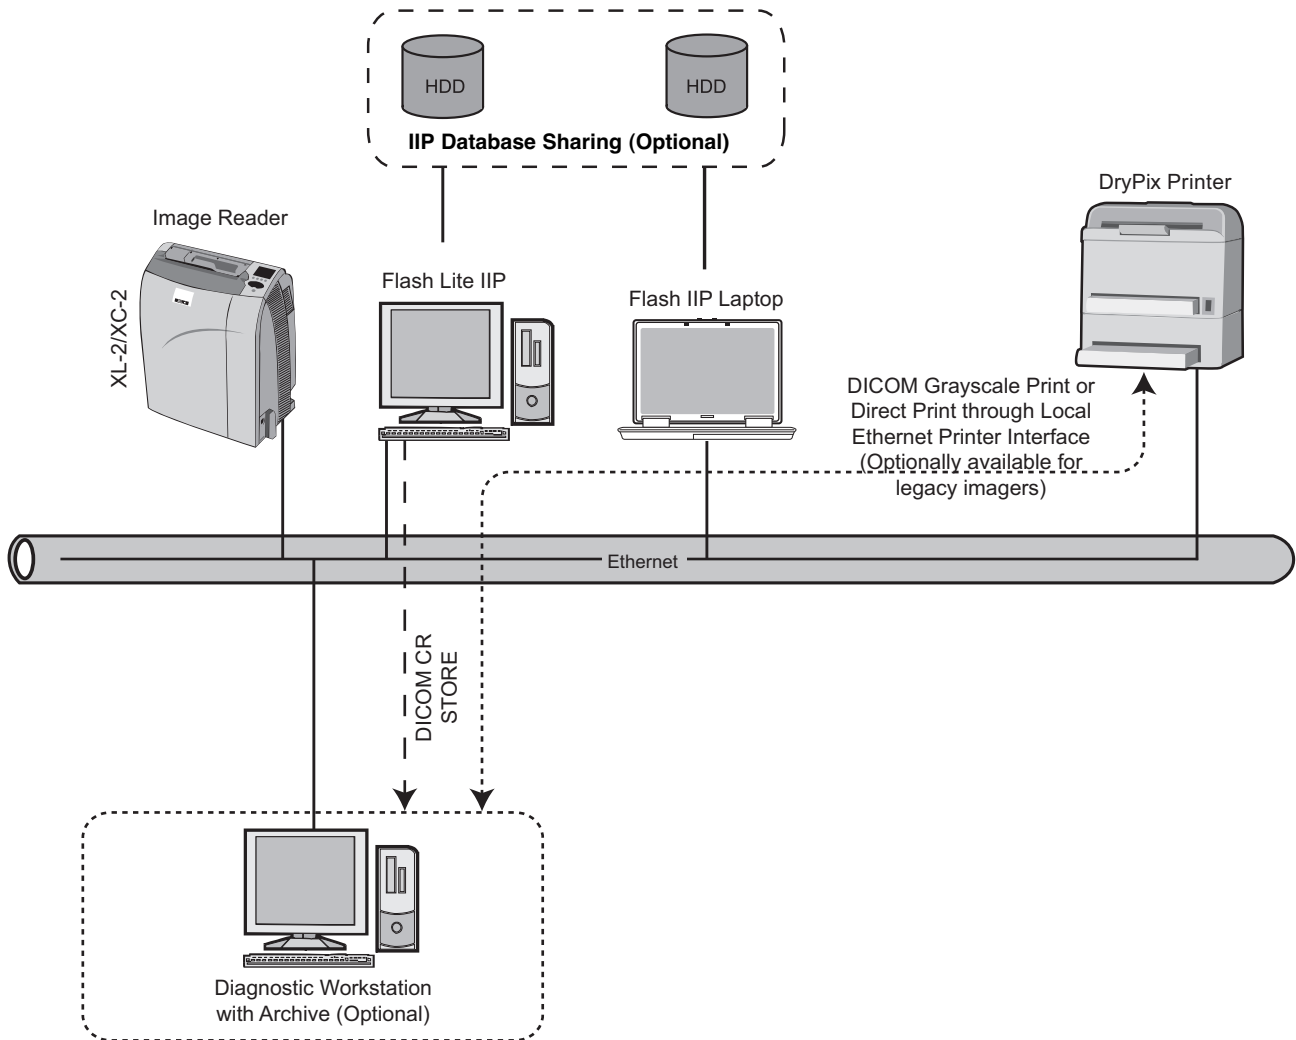 HDD
HDD
IIP Database Sharing (Optional)
DryPix Printer
Image Reader
XL-2/XC-2
Flash Lite IIP
Flash IIP Laptop
DICOM Grayscale Print or
Direct Print through Local
Ethernet Printer Interface
(Optionally available for
legacy imagers)
Ethernet
DICOM CR
STORE
Diagnostic Workstation
with Archive (Optional)